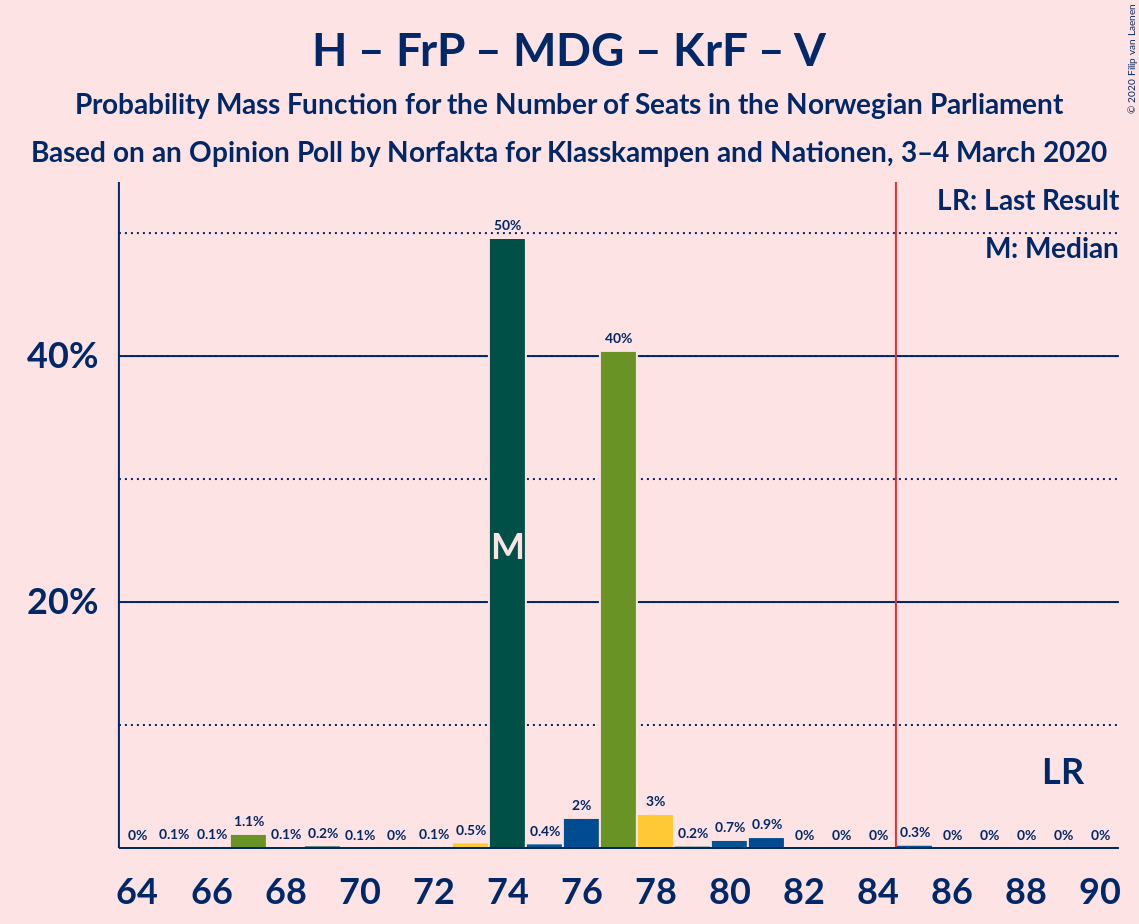 H – FrP – MDG – KrF – V
Probability Mass Function for the Number of Seats in the Norwegian Parliament
Based on an Opinion Poll by Norfakta for Klasskampen and Nationen, 3–4 March 2020
© 2020 Filip van Laenen
LR: Last Result
M: Median
50%
40%
40%
M
20%
LR
0% 0.1% 0.1% 1.1% 0.1% 0.2% 0.1% 0% 0.1% 0.5% 0.4% 2% 3% 0.2% 0.7% 0.9% 0% 0% 0% 0.3% 0% 0% 0% 0% 0%
64 66 68 70 72 74 76 78 80 82 84 86 88 90